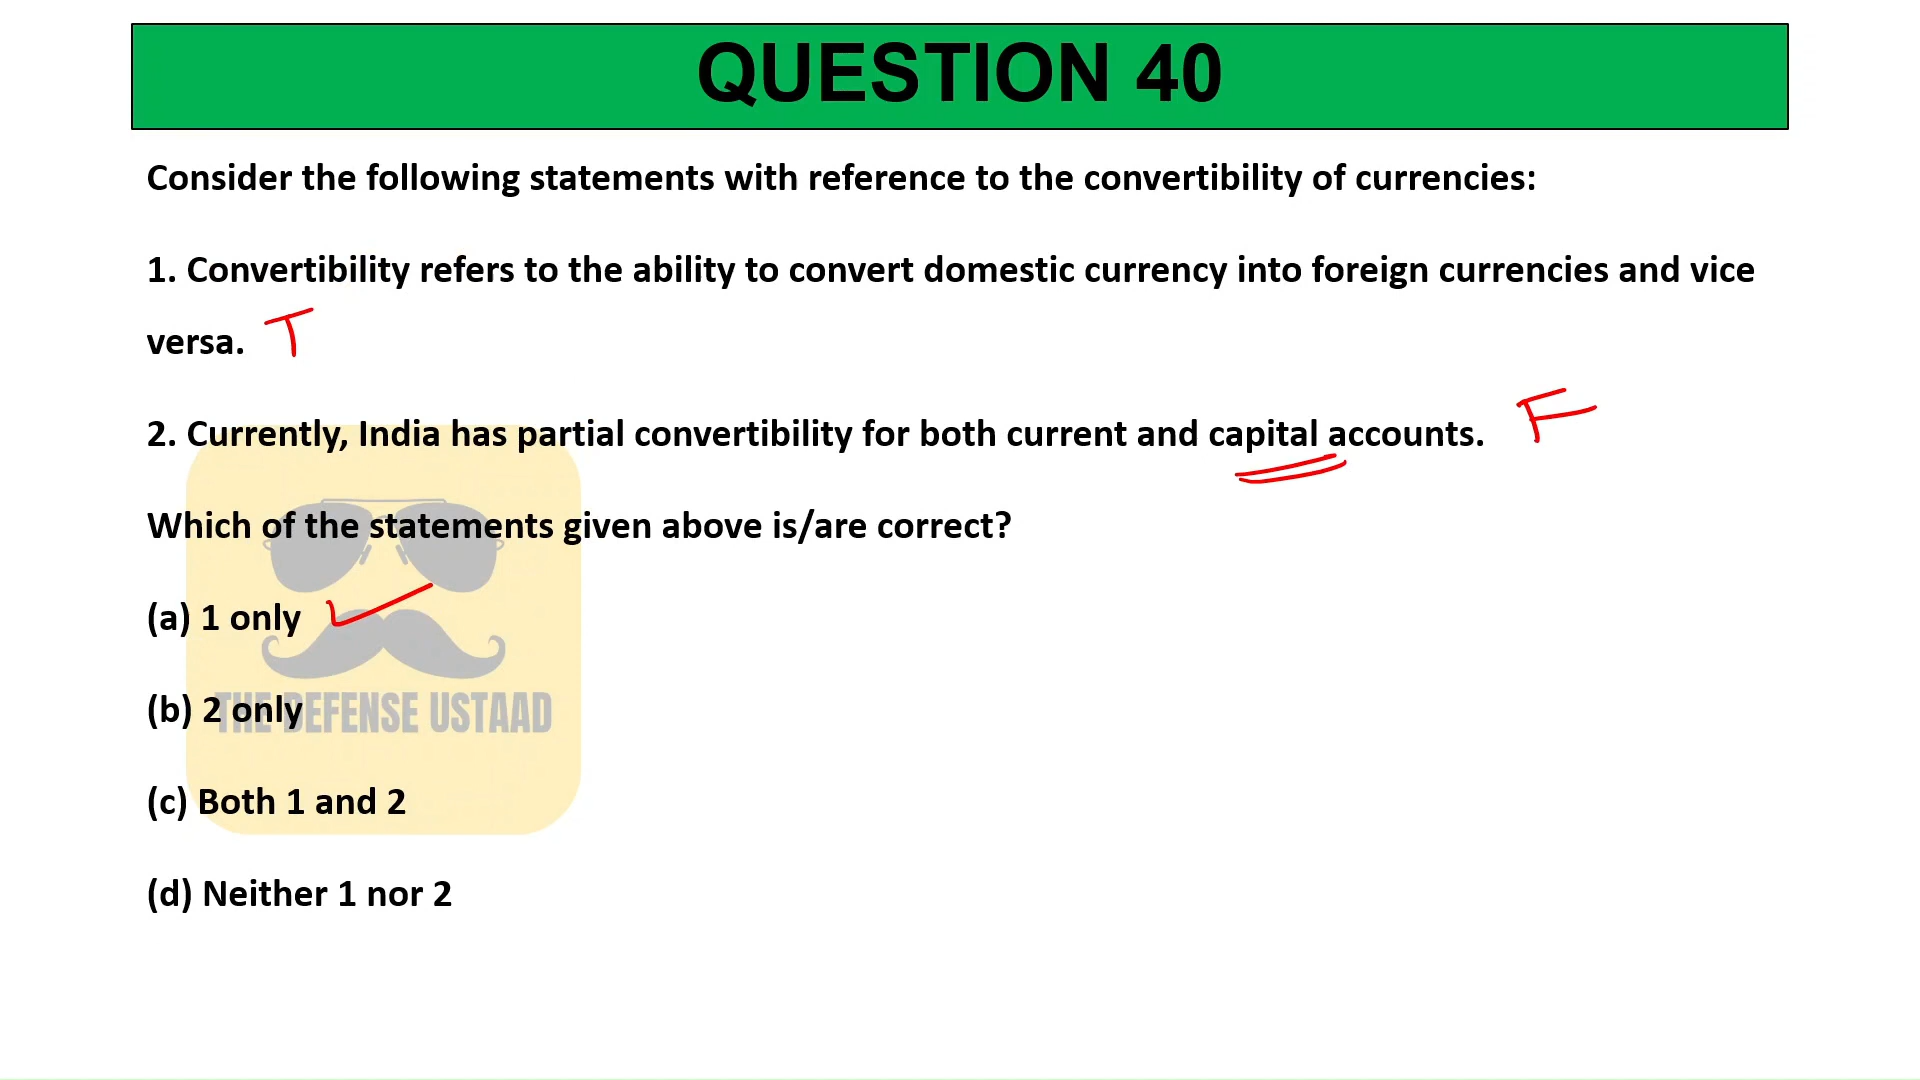 QUESTION 40
Consider the following statements with reference to the convertibility of currencies:
1. Convertibility refers to the ability to convert domestic currency into foreign currencies and vice
versa. T
2. Currently, India has partial convertibility for both current and capital accounts. F
Which of the statements given above is/are correct?
(a) 1 only
(b) 2 only
THE DEFENSE USTAAD
(c) Both 1 and 2
(d) Neither 1 nor 2